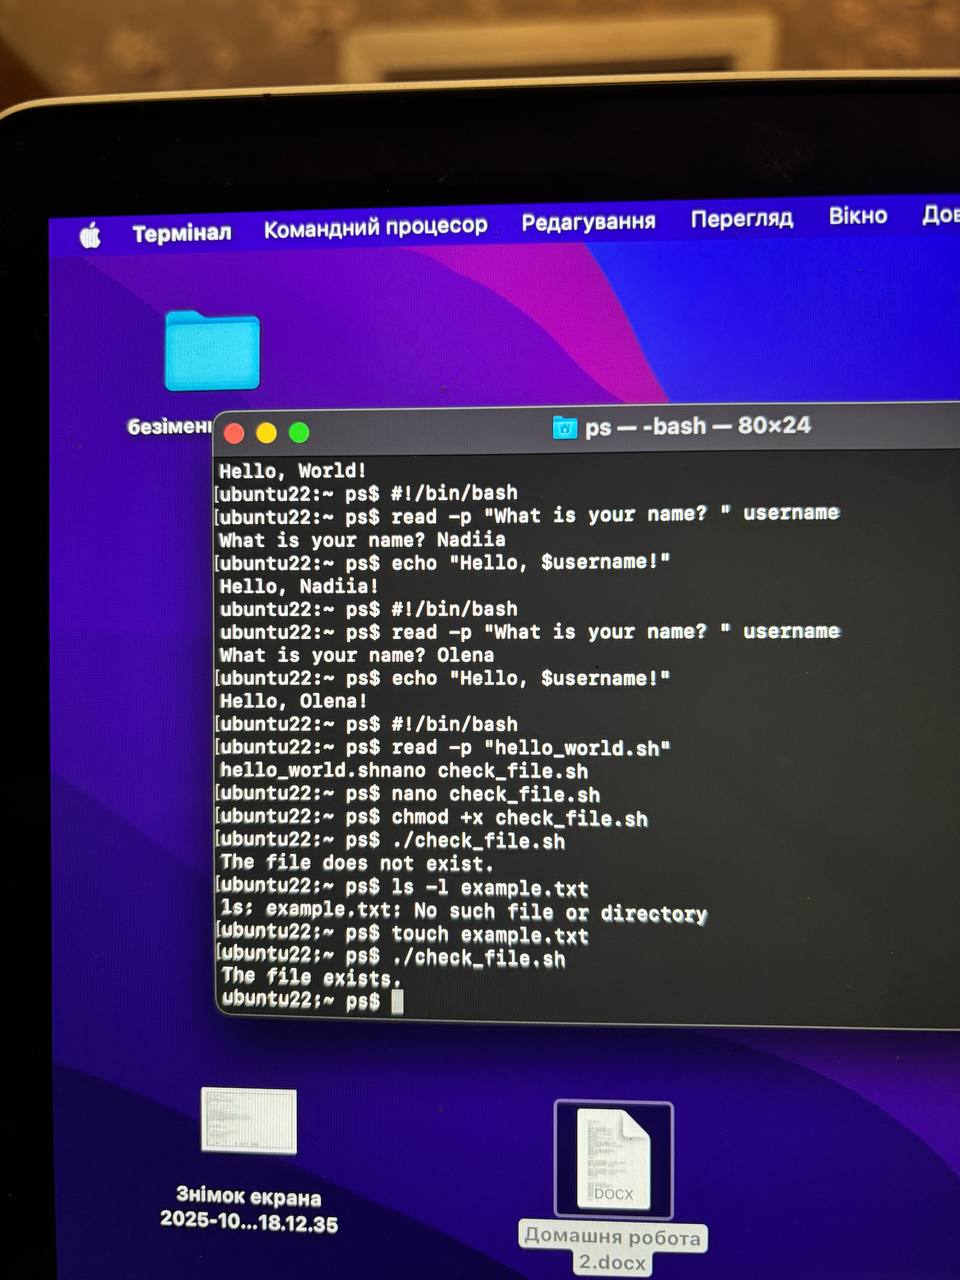 Термінал Командний процесор Редагування Перегляд Вікно Дов
безімен
ps — -bash — 80×24
Hello, World!
[ubuntu22:~ ps$ #!/bin/bash
[ubuntu22:~ ps$ read -p "What is your name? " username
What is your name? Nadiia
[ubuntu22:~ ps$ echo "Hello, $username!"
Hello, Nadiia!
ubuntu22:~ ps$ #!/bin/bash
ubuntu22:~ ps$ read -p "What is your name? " username
What is your name? Olena
[ubuntu22:~ ps$ echo "Hello, $username!"
Hello, Olena!
[ubuntu22:~ ps$ #!/bin/bash
[ubuntu22:~ ps$ read -p "hello_world.sh"
hello_world.shnano check_file.sh
[ubuntu22:~ ps$ nano check_file.sh
[ubuntu22:~ ps$ chmod +x check_file.sh
[ubuntu22:~ ps$ ./check_file.sh
The file does not exist.
[ubuntu22:~ ps$ ls -l example.txt
ls: example.txt: No such file or directory
[ubuntu22:~ ps$ touch example.txt
[ubuntu22:~ ps$ ./check_file.sh
The file exists.
ubuntu22:~ ps$
Знімок екрана
2025-10...18.12.35
DOCX
Домашня робота
2.docx